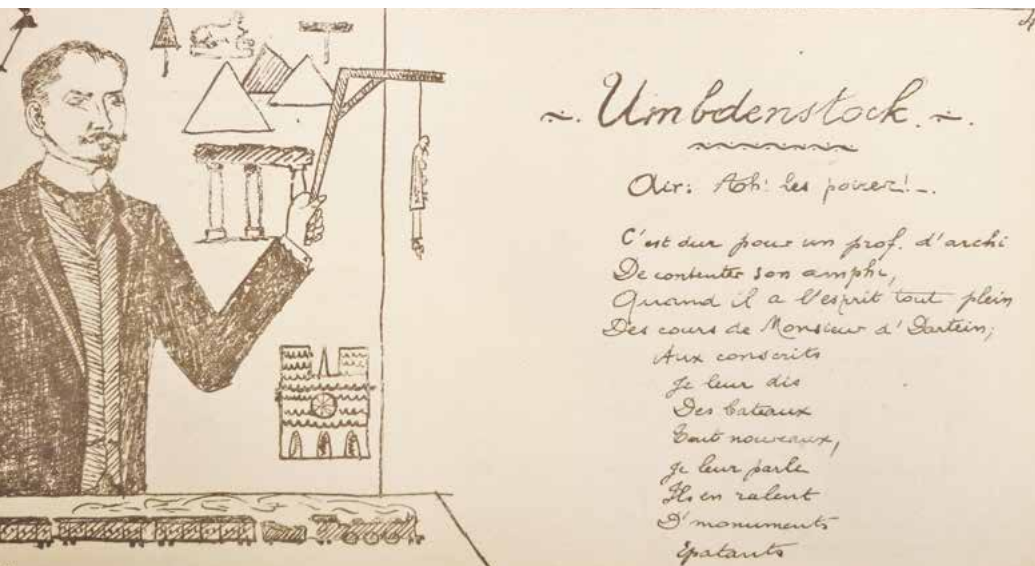 ~. Umbdenstock. ~.
Air: Ah! les poires! _.
C'est dur pour un prof. d'archi
De contenter son amphi,
Quand il a l'esprit tout plein
Des cours de Monsieur d'Dartein;
Aux conscrits
Je leur dis
Des bateaux
Tout nouveaux,
Je leur parle
Ils en ralent
D'monuments
Epatants